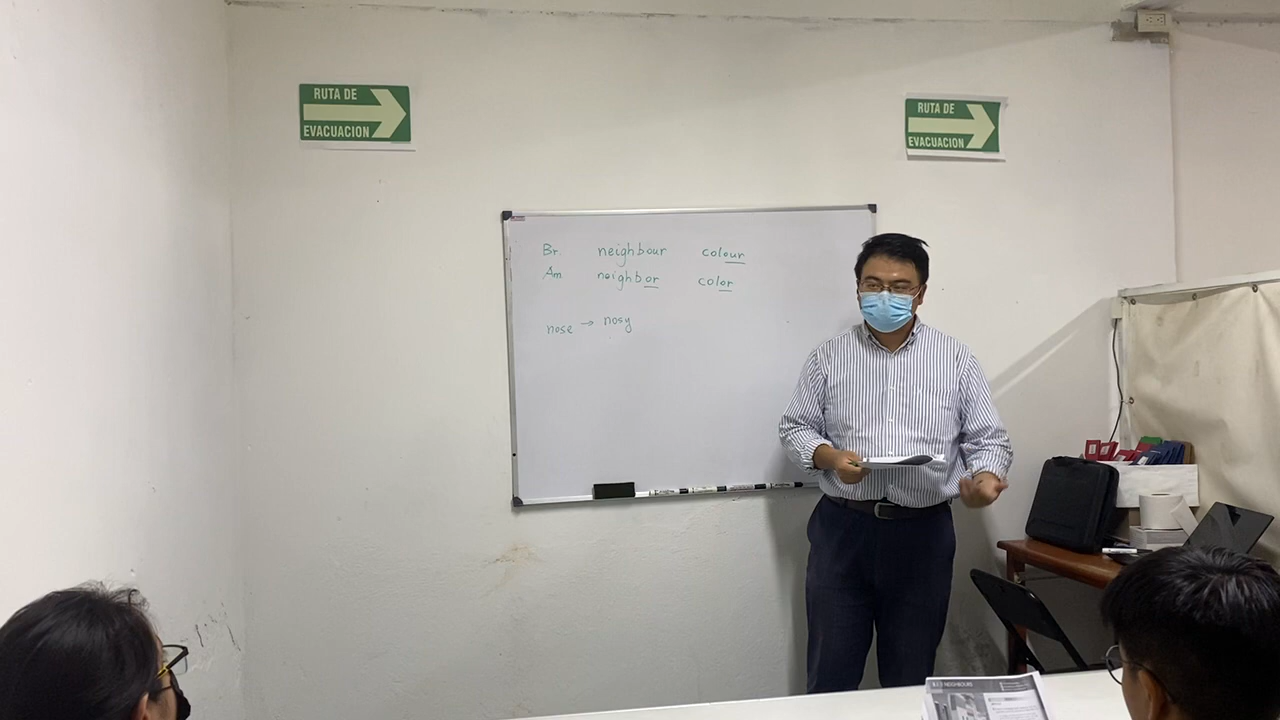 RUTA DE
EVACUACION
RUTA DE
EVACUACION
Br. neighbour colour
Am. neighbor color
nose → nosy
NEIGHBOURS